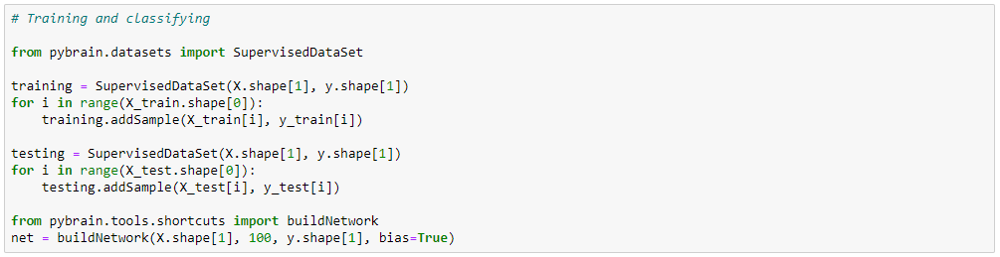 # Training and classifying
from pybrain.datasets import SupervisedDataSet
training = SupervisedDataSet(X.shape[1], y.shape[1])
for i in range(X_train.shape[0]):
    training.addSample(X_train[i], y_train[i])
testing = SupervisedDataSet(X.shape[1], y.shape[1])
for i in range(X_test.shape[0]):
    testing.addSample(X_test[i], y_test[i])
from pybrain.tools.shortcuts import buildNetwork
net = buildNetwork(X.shape[1], 100, y.shape[1], bias=True)